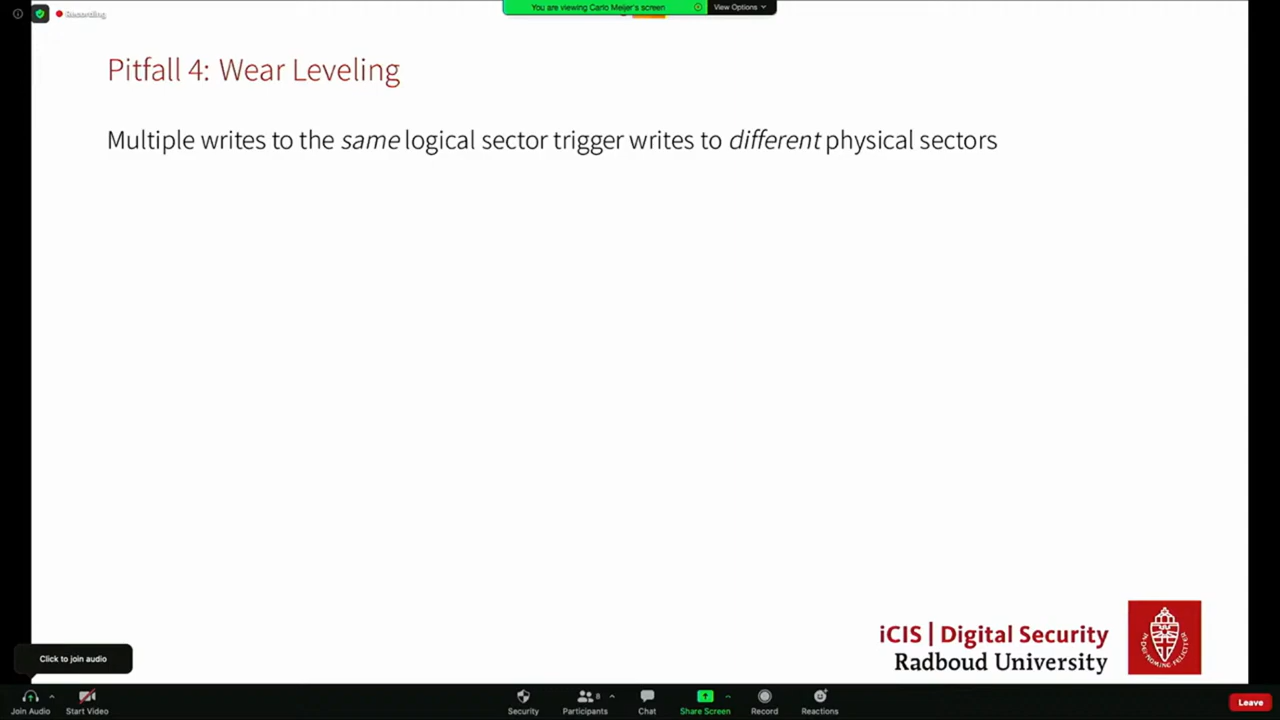 Recording
You are viewing Carlo Meijer's screen
View Options
Pitfall 4: Wear Leveling
Multiple writes to the same logical sector trigger writes to different physical sectors
iCIS | Digital Security
Radboud University
Click to join audio
Join Audio
Start Video
Security
Participants
8
Chat
Share Screen
Record
Reactions
Leave